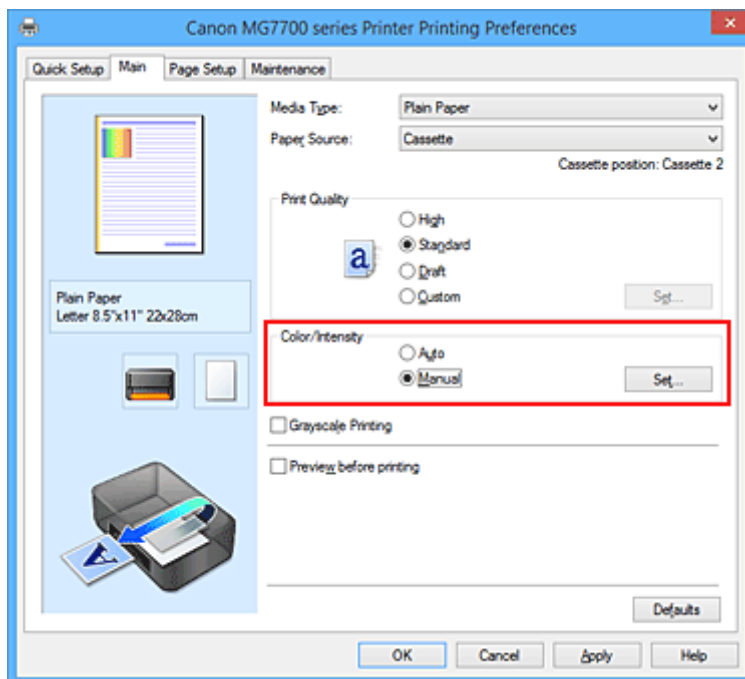 Canon MG7700 series Printer Printing Preferences
Quick Setup Main Page Setup Maintenance
Media Type: Plain Paper
Paper Source: Cassette
Cassette position: Cassette 2
Print Quality
High
a Standard
Draft
Custom Set...
Plain Paper
Letter 8.5"x11" 22x28cm
Color/Intensity
Auto
Manual Set...
Grayscale Printing
Preview before printing
A
Defaults
OK Cancel Apply Help